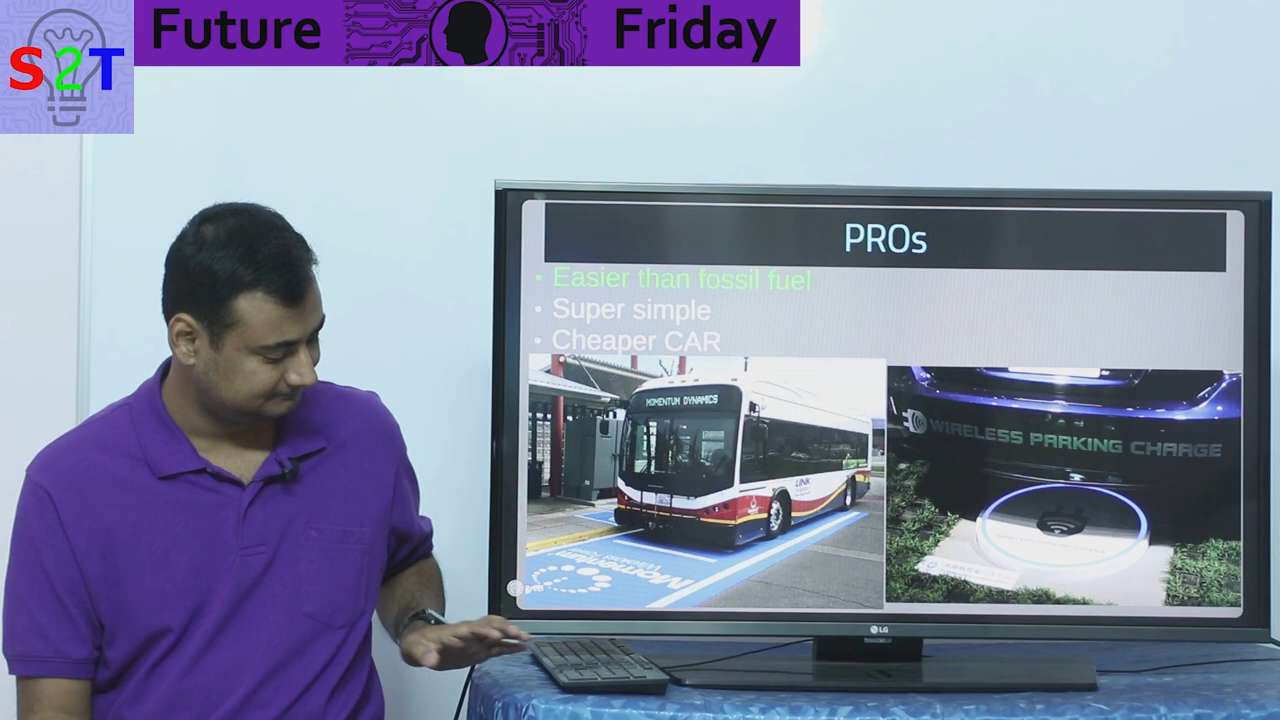 Future Friday
S2T
PROs
• Easier than fossil fuel
• Super simple
• Cheaper CAR
MOMENTUM DYNAMICS
LINK
WIRELESS PARKING CHARGE
Momentum
LG